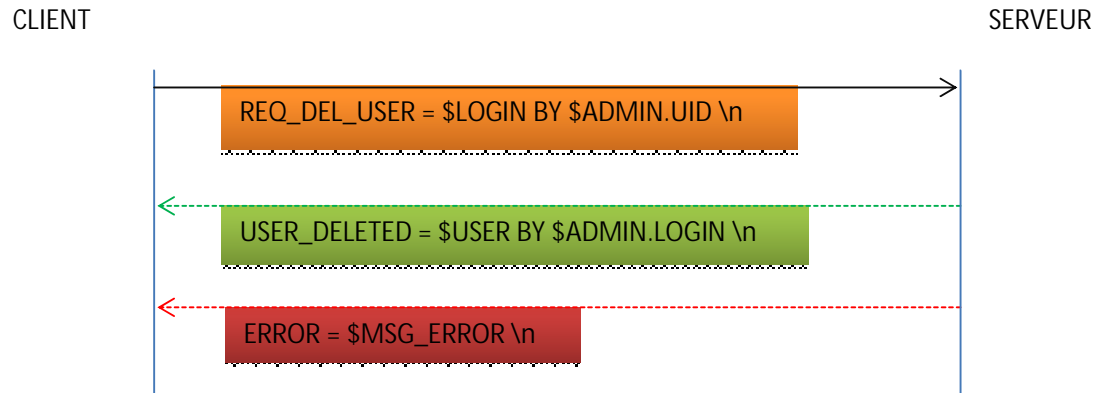 CLIENT
SERVEUR
REQ_DEL_USER = $LOGIN BY $ADMIN.UID \n
USER_DELETED = $USER BY $ADMIN.LOGIN \n
ERROR = $MSG_ERROR \n